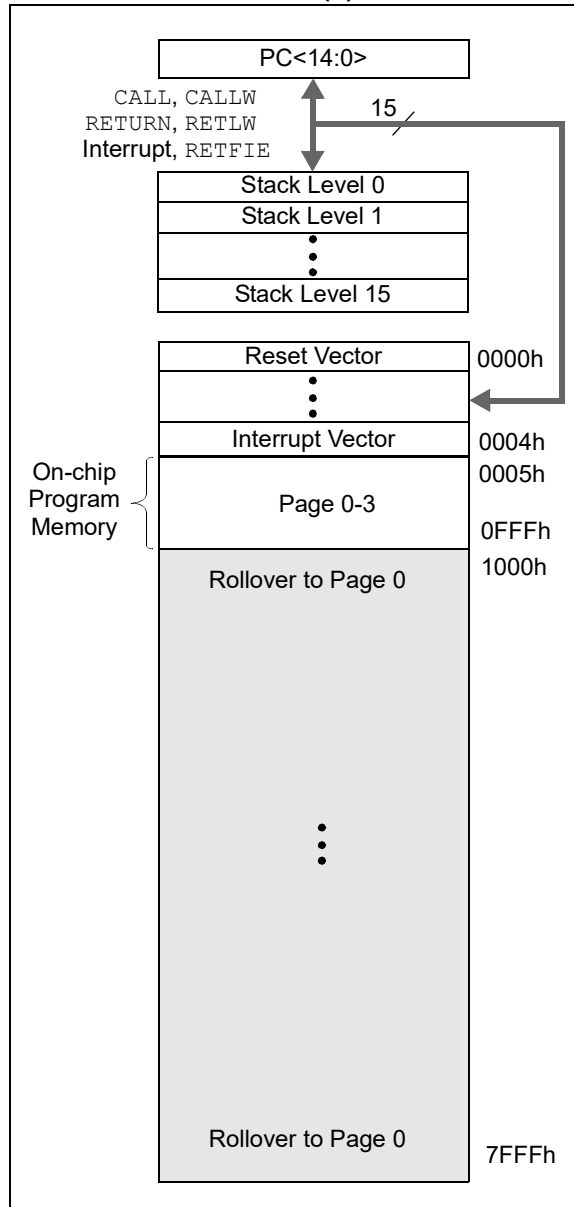 PC<14:0>
CALL, CALLW
RETURN, RETLW
Interrupt, RETFIE
15
Stack Level 0
Stack Level 1
Stack Level 15
Reset Vector
0000h
Interrupt Vector
0004h
On-chip
Program
Memory
Page 0-3
0005h
0FFFh
Rollover to Page 0
1000h
Rollover to Page 0
7FFFh